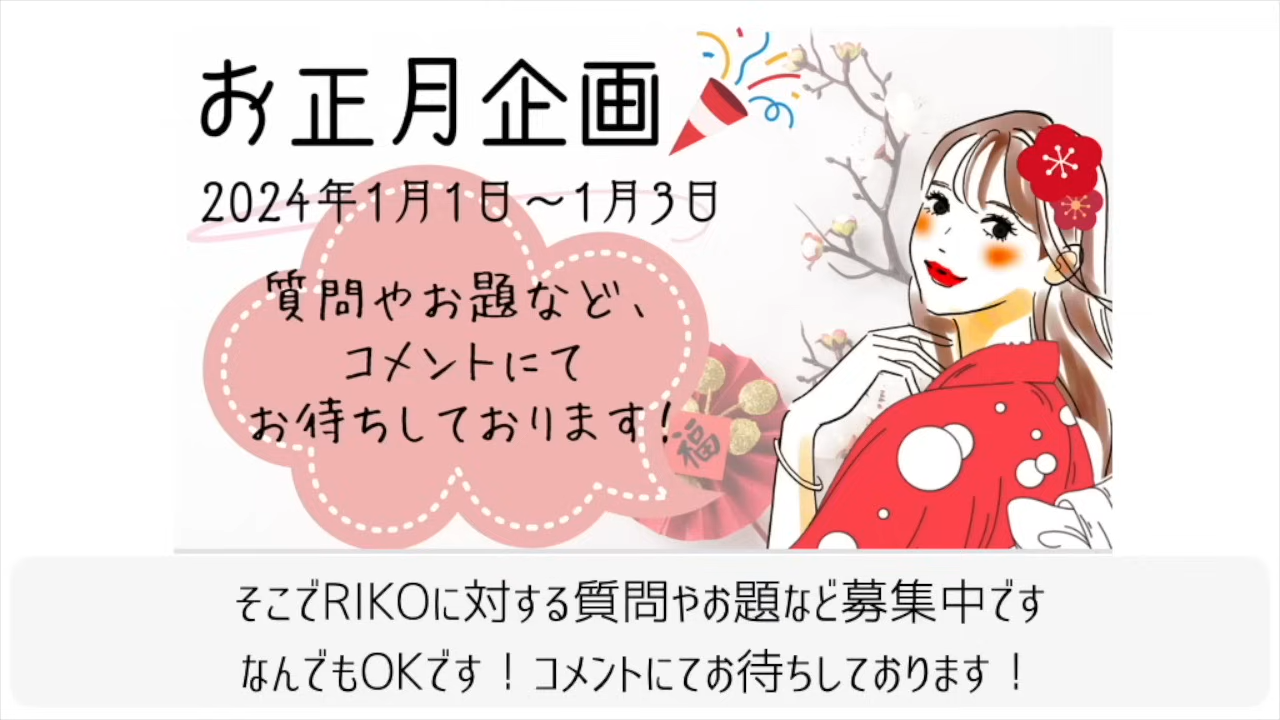 お正月企画
2024年1月1日〜1月3日
質問やお題など、
コメントにて
お待ちしております!
福
そこでRIKOに対する質問やお題など募集中です
なんでもOKです！コメントにてお待ちしております！